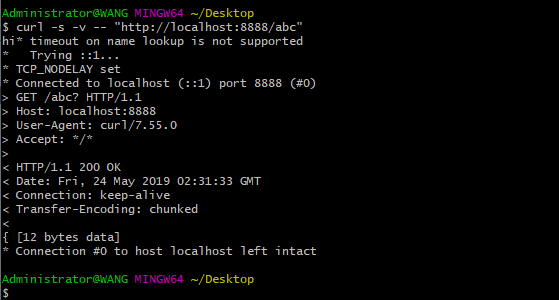 Administrator@WANG MINGW64 ~/Desktop
$ curl -s -v -- "http://localhost:8888/abc"
hi* timeout on name lookup is not supported
*   Trying ::1...
* TCP_NODELAY set
* Connected to localhost (::1) port 8888 (#0)
> GET /abc? HTTP/1.1
> Host: localhost:8888
> User-Agent: curl/7.55.0
> Accept: */*
>
< HTTP/1.1 200 OK
< Date: Fri, 24 May 2019 02:31:33 GMT
< Connection: keep-alive
< Transfer-Encoding: chunked
<
{ [12 bytes data]
* Connection #0 to host localhost left intact
Administrator@WANG MINGW64 ~/Desktop
$